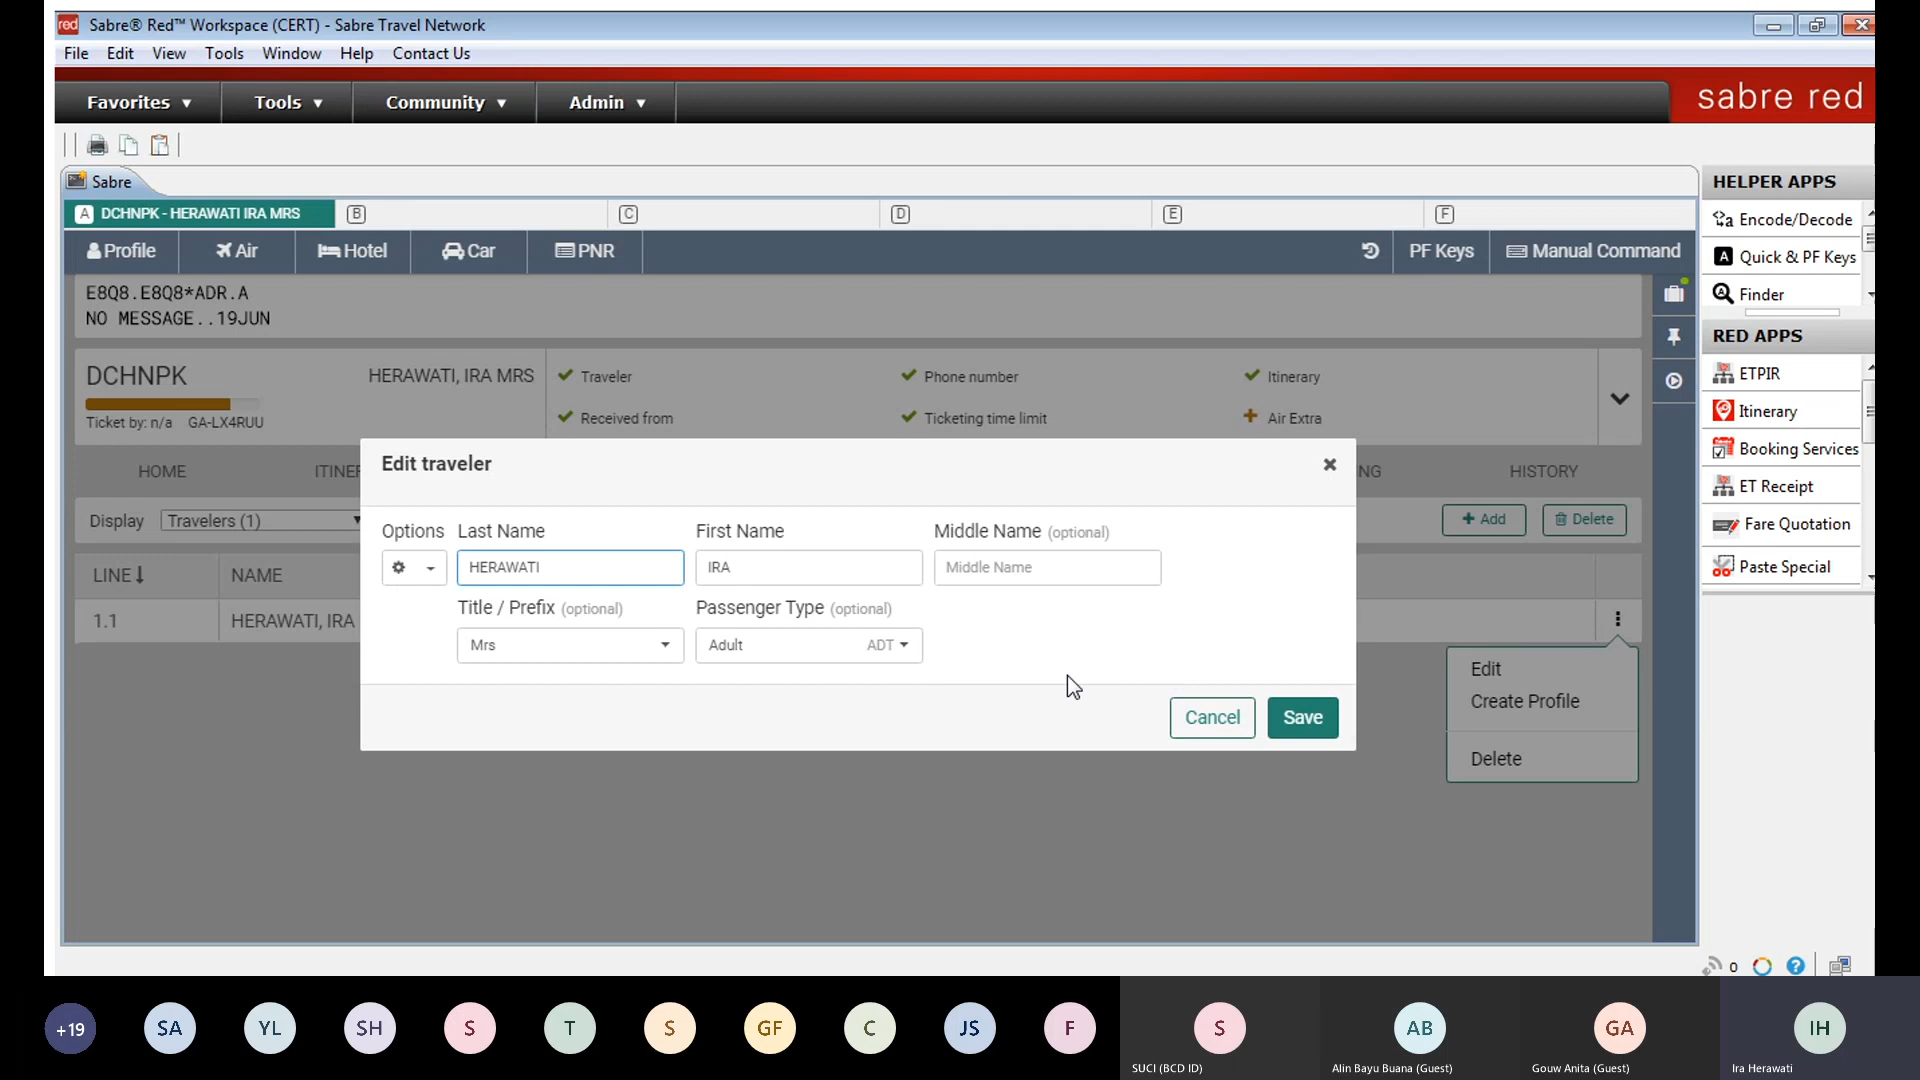 red Sabre® Red™ Workspace (CERT) - Sabre Travel Network
File Edit View Tools Window Help Contact Us
Favorites Tools Community Admin
sabre red
Sabre
A DCHNPK - HERAWATI IRA MRS B C D E F
Profile Air Hotel Car PNR PF Keys Manual Command
E8Q8.E8Q8*ADR.A
NO MESSAGE..19JUN
DCHNPK HERAWATI, IRA MRS
Ticket by: n/a GA-LX4RUU
Traveler Phone number Itinerary
Received from Ticketing time limit Air Extra
HOME ITINER NG HISTORY
Display Travelers (1) Add Delete
LINE NAME
1.1 HERAWATI, IRA
Edit traveler
Options Last Name First Name Middle Name (optional)
HERAWATI IRA Middle Name
Title / Prefix (optional) Passenger Type (optional)
Mrs Adult ADT
Cancel Save
Edit
Create Profile
Delete
HELPER APPS
Encode/Decode
A Quick & PF Keys
Finder
RED APPS
ETPIR
Itinerary
Booking Services
ET Receipt
Fare Quotation
Paste Special
0
+19 SA YL SH S T S GF C JS F S AB GA IH
SUCI (BCD ID) Alin Bayu Buana (Guest) Gouw Anita (Guest) Ira Herawati